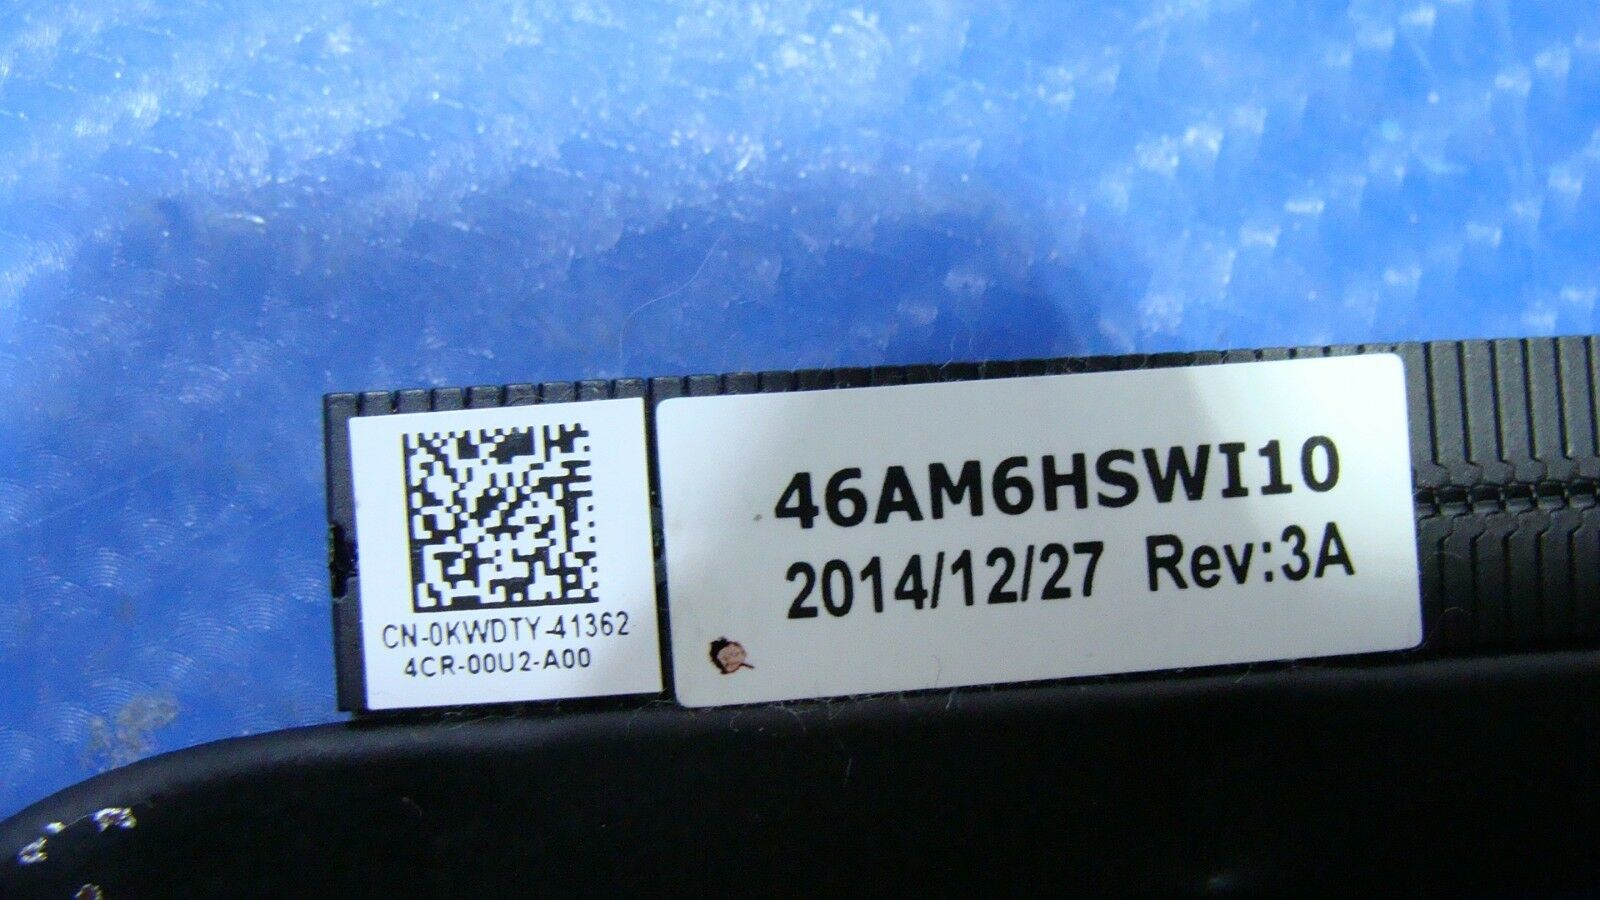 CN-0KWDTY-41362
4CR-00U2-A00
46AM6HSWI10
2014/12/27 Rev:3A